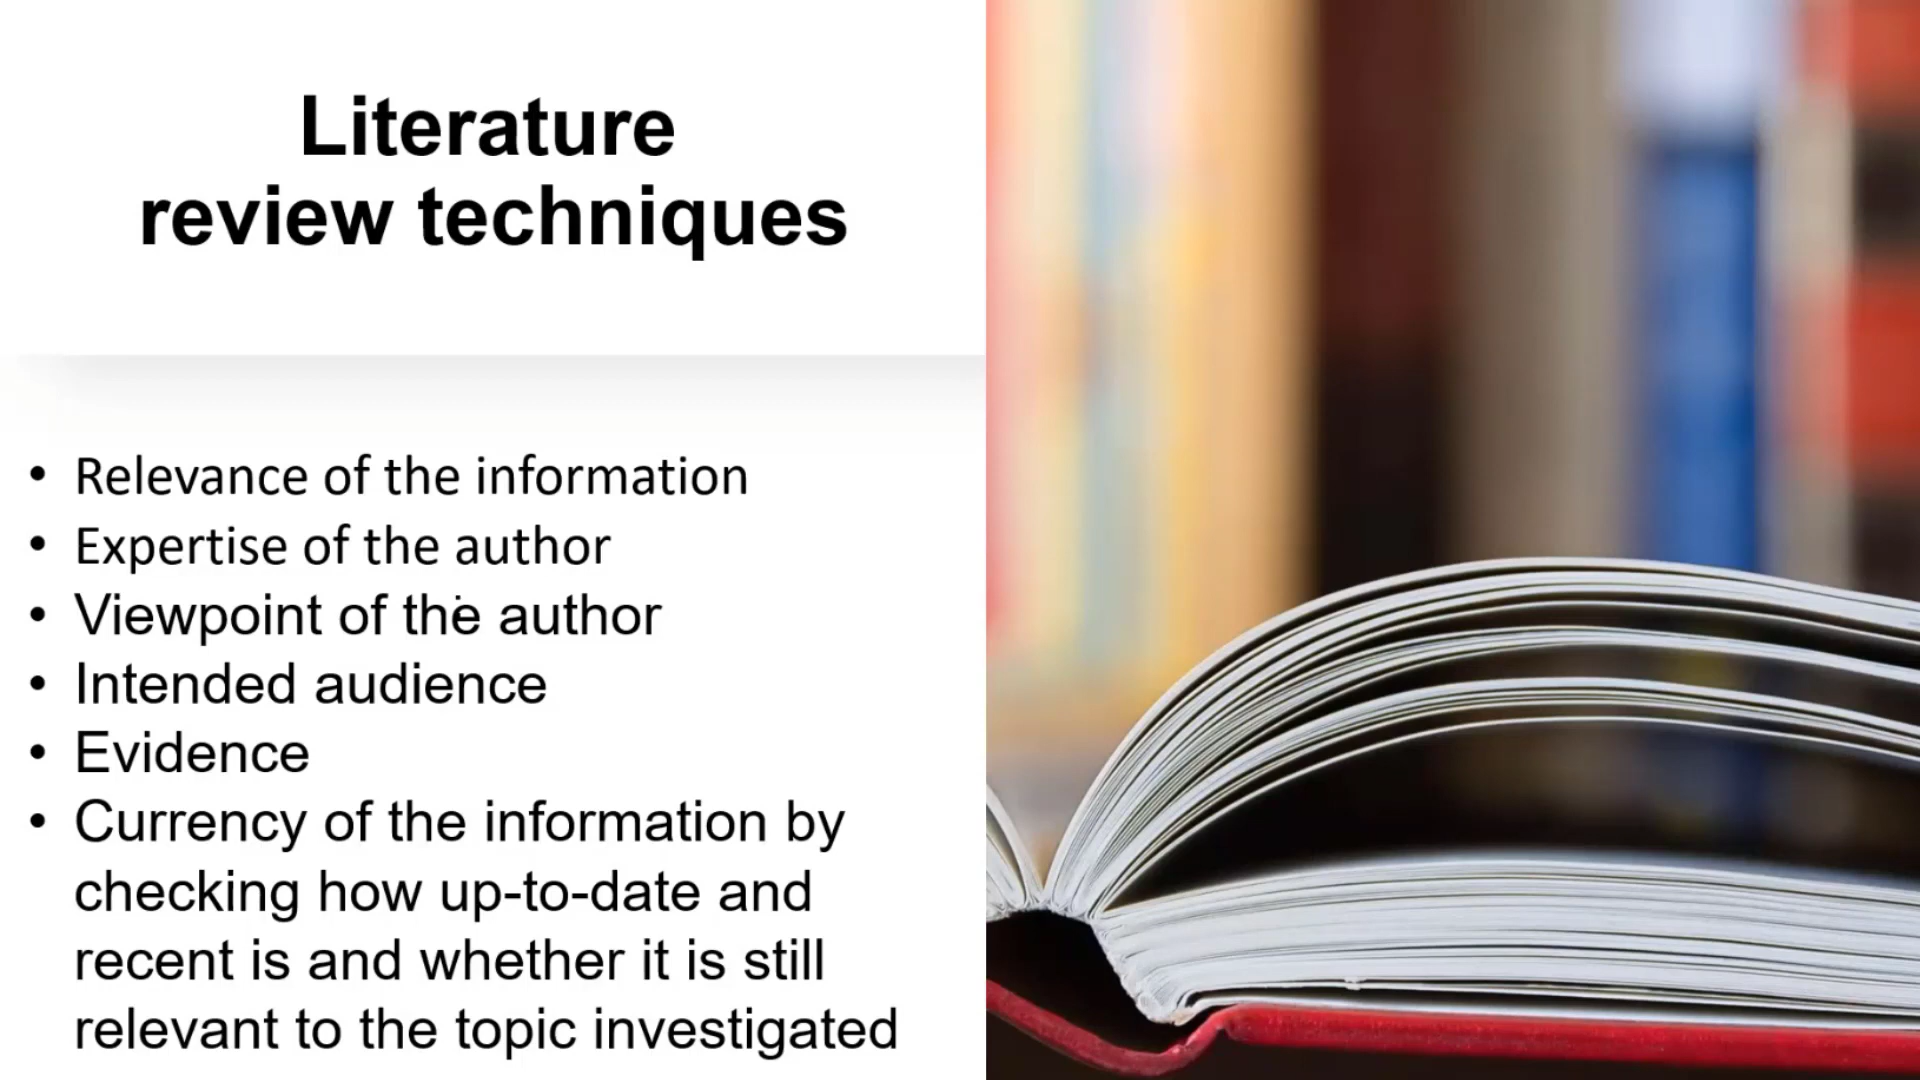 Literature
review techniques
• Relevance of the information
• Expertise of the author
• Viewpoint of the author
• Intended audience
• Evidence
• Currency of the information by
checking how up-to-date and
recent is and whether it is still
relevant to the topic investigated